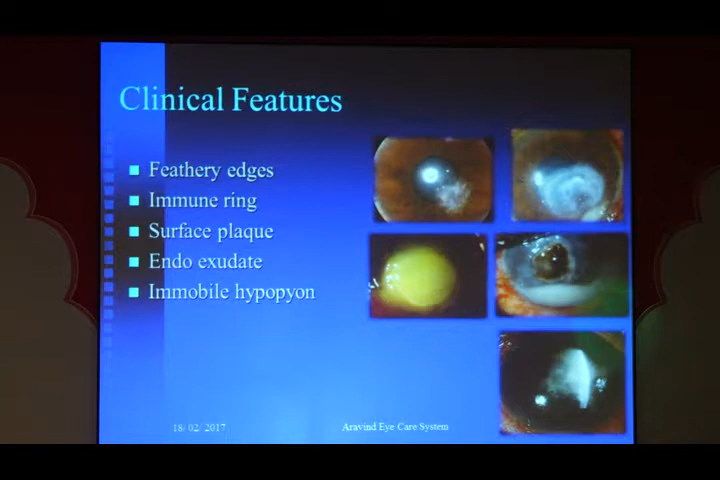 Clinical Features
Feathery edges
Immune ring
Surface plaque
Endo exudate
Immobile hypopyon
18/ 02/ 2017
Aravind Eye Care System